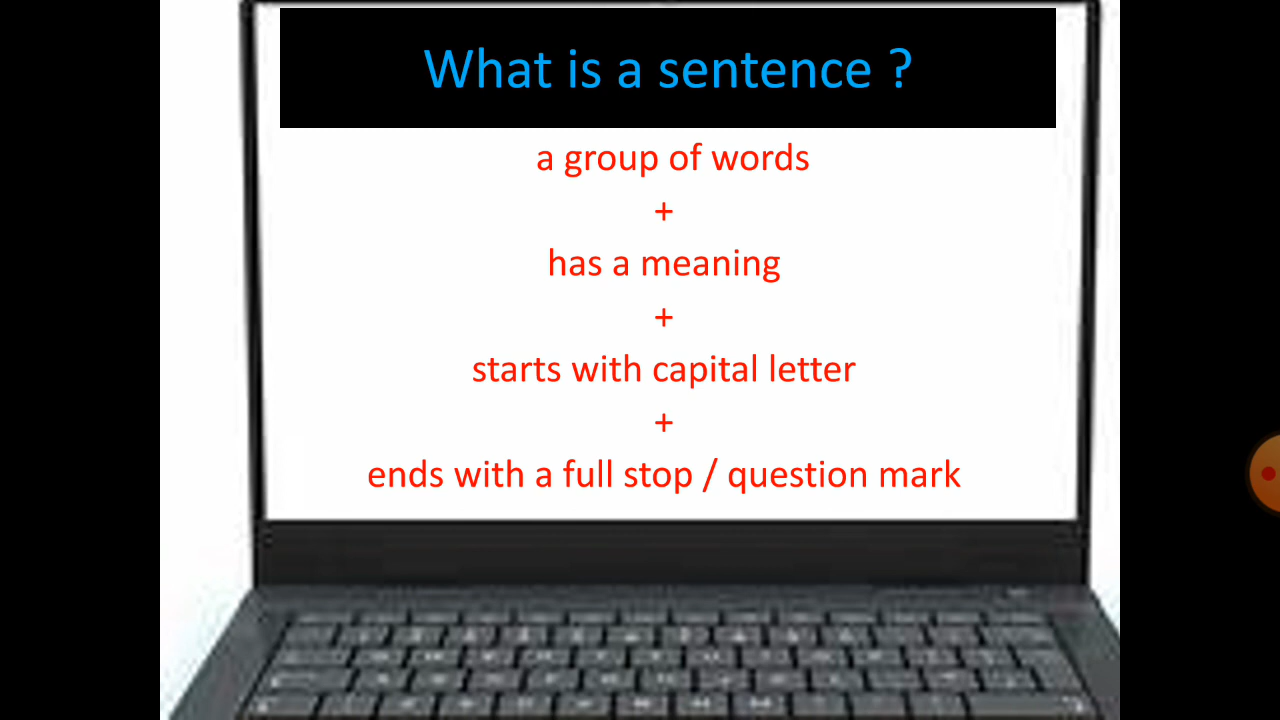 What is a sentence ?
a group of words
+
has a meaning
+
starts with capital letter
+
ends with a full stop / question mark